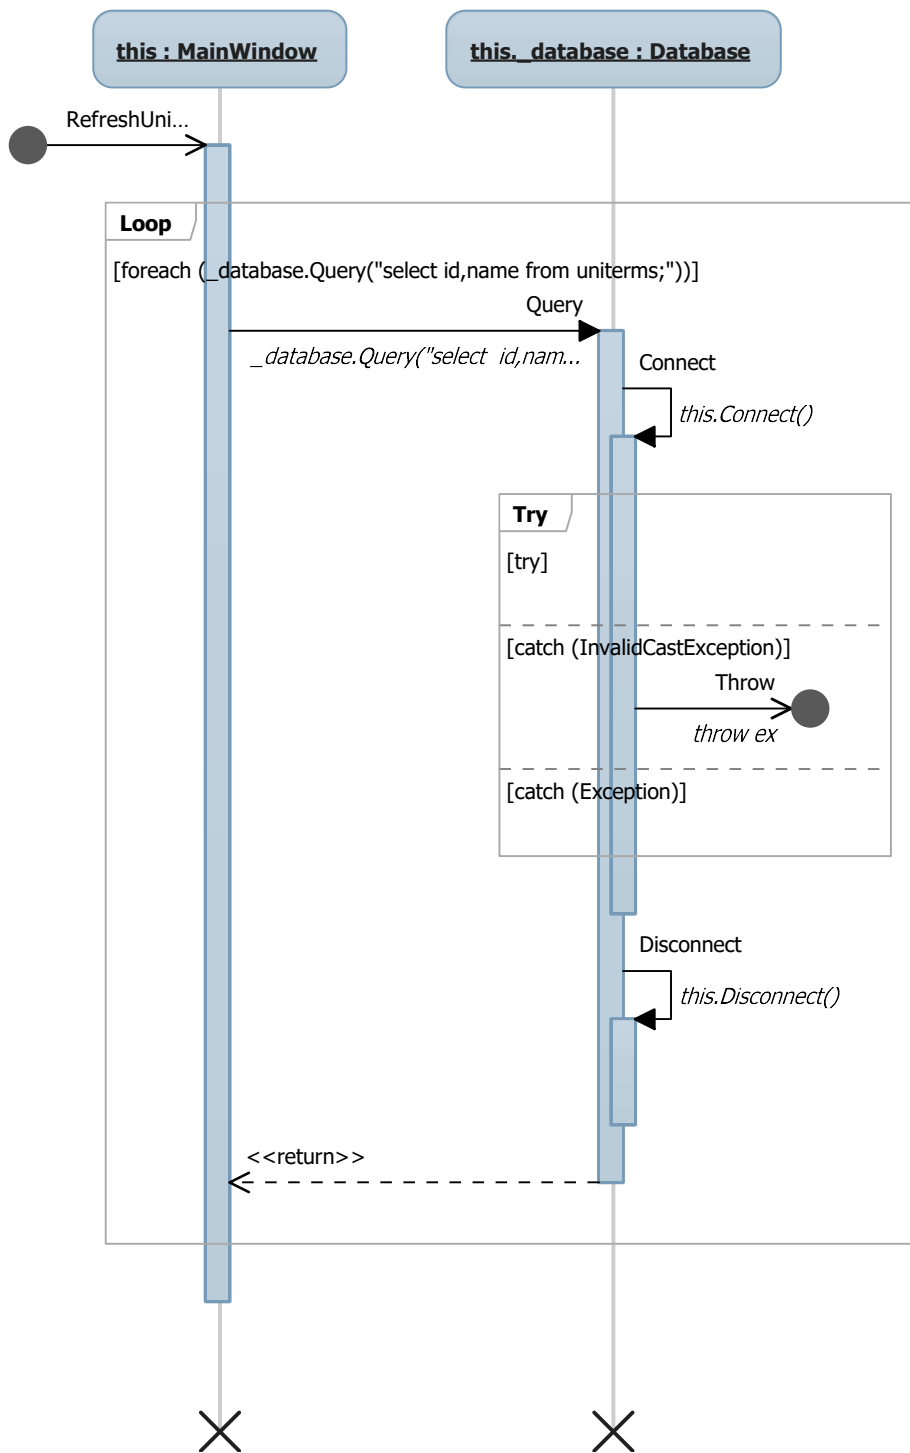 this : MainWindow
this._database : Database
RefreshUni...
Loop
[foreach (_database.Query("select id,name from uniterms;"))]
Query
_database.Query("select id,nam...
Connect
this.Connect()
Try
[try]
[catch (InvalidCastException)]
Throw
throw ex
[catch (Exception)]
Disconnect
this.Disconnect()
<<return>>